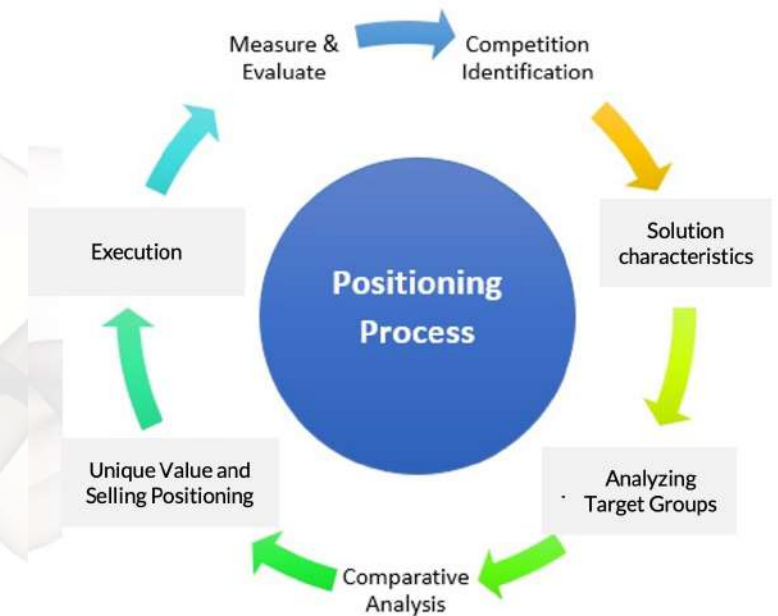 Measure &
Evaluate
Competition
Identification
Solution
characteristics
Analyzing
Target Groups
Comparative
Analysis
Unique Value and
Selling Positioning
Execution
Positioning
Process